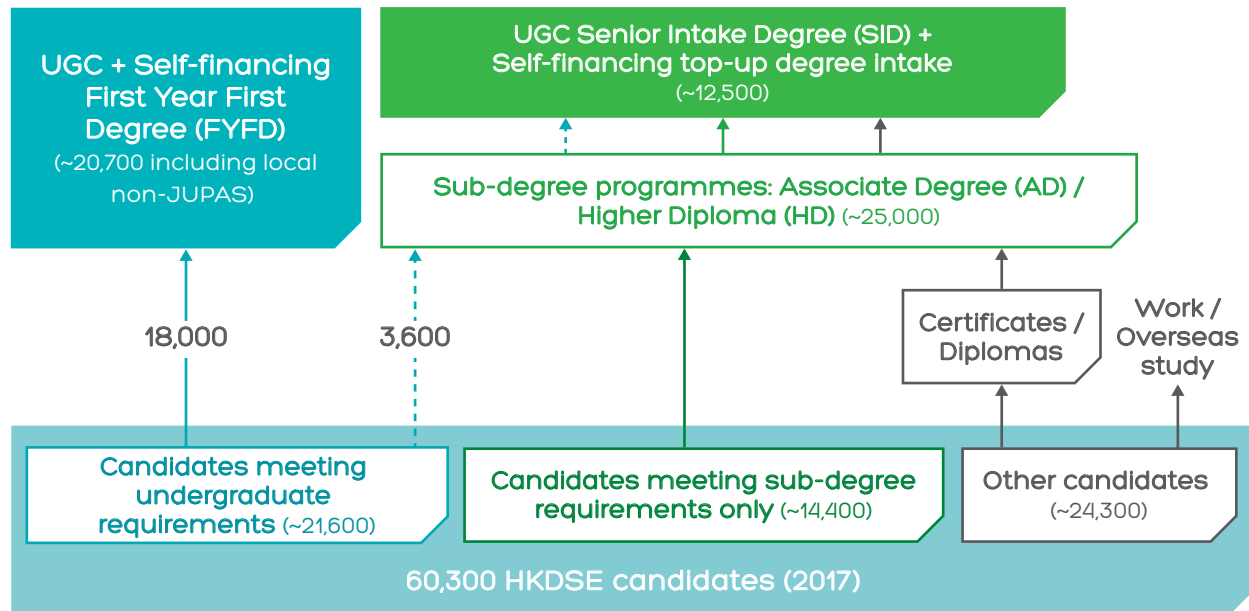 UGC + Self-financing
First Year First
Degree (FYFD)
(~20,700 including local
non-JUPAS)
UGC Senior Intake Degree (SID) +
Self-financing top-up degree intake
(~12,500)
Sub-degree programmes: Associate Degree (AD) /
Higher Diploma (HD) (~25,000)
18,000
3,600
Certificates /
Diplomas
Work /
Overseas
study
Candidates meeting
undergraduate
requirements (~21,600)
Candidates meeting sub-degree
requirements only (~14,400)
Other candidates
(~24,300)
60,300 HKDSE candidates (2017)